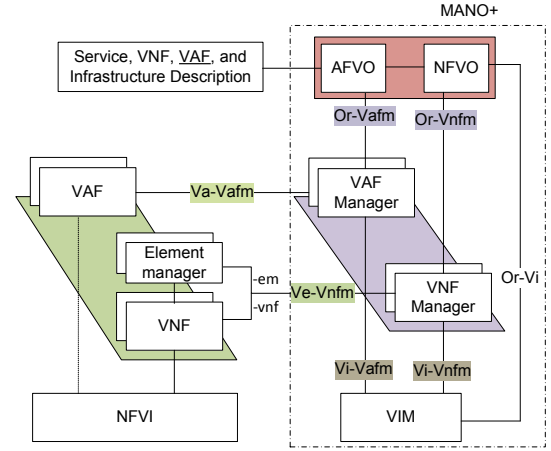 MANO+
Service, VNF, VAF, and
Infrastructure Description
AFVO
NFVO
Or-Vafm
Or-Vnfm
VAF
Va-Vafm
VAF
Manager
Element
manager
-em
-vnf
Ve-Vnfm
VNF
Manager
Or-Vi
VNF
Vi-Vafm
Vi-Vnfm
NFVI
VIM